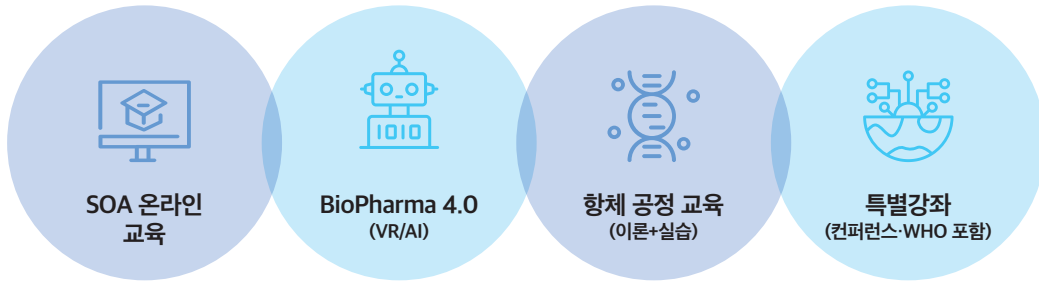 1010
SOA 온라인
교육
BioPharma 4.0
(VR/AI)
항체 공정 교육
(이론+실습)
특별강좌
(컨퍼런스·WHO 포함)